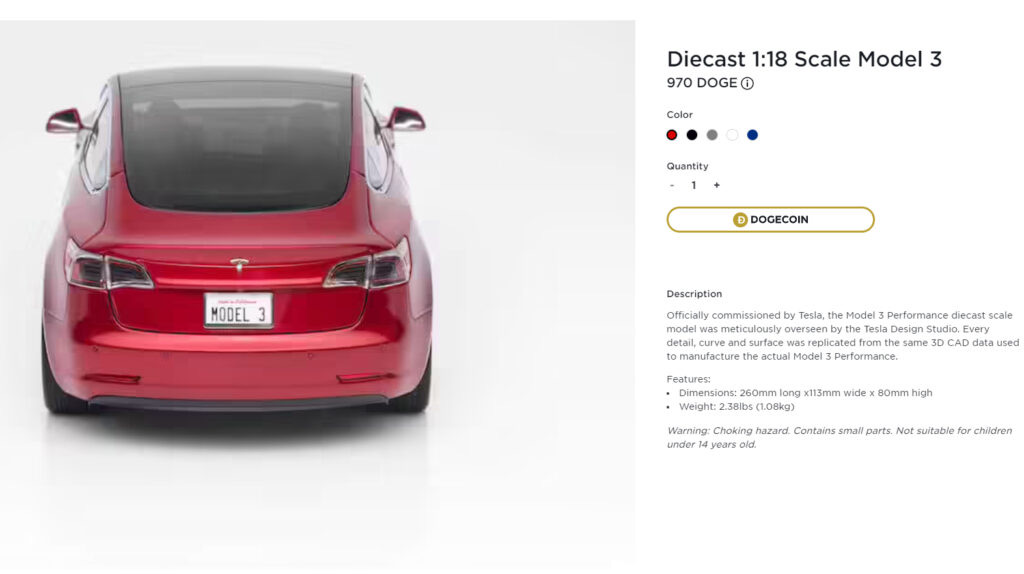 Diecast 1:18 Scale Model 3
970 DOGE
Color
Quantity
- 1 +
DOGECOIN
Description
Officially commissioned by Tesla, the Model 3 Performance diecast scale
model was meticulously overseen by the Tesla Design Studio. Every
detail, curve and surface was replicated from the same 3D CAD data used
to manufacture the actual Model 3 Performance.
Features:
• Dimensions: 260mm long x113mm wide x 80mm high
• Weight: 2.38lbs (1.08kg)
Warning: Choking hazard. Contains small parts. Not suitable for children
under 14 years old.
MODEL 3